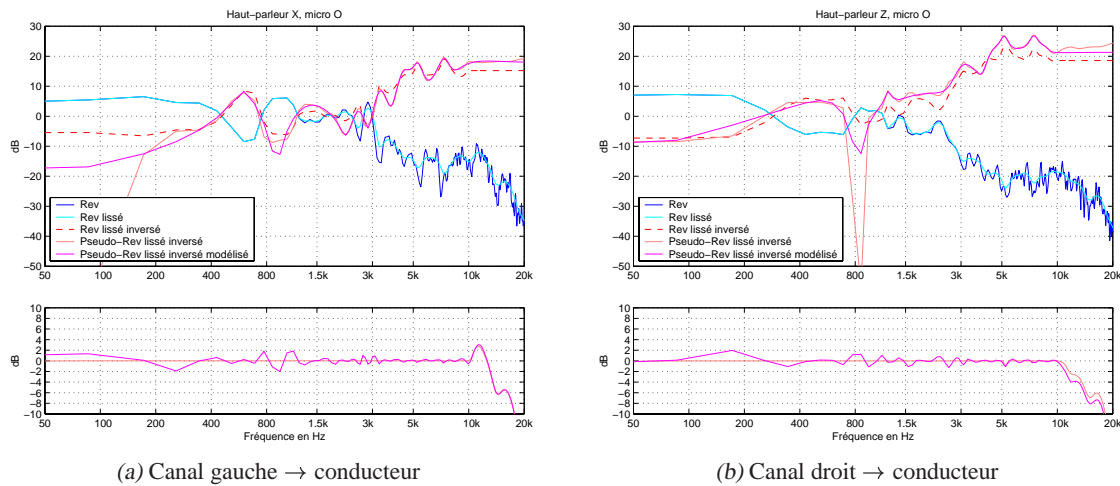 Haut−parleur X, micro O
30
20
10
0
−10
−20
−30
−40
−50
dB
50 100 200 400 800 1.5k 3k 10k 20k
Rev
Rev lissé
Rev lissé inversé
Pseudo−Rev lissé inversé
Pseudo−Rev lissé inversé modélisé
10
8
6
4
2
0
−2
−4
−6
−8
−10
dB
50 100 200 400 800 1.5k 3k 10k 20k
Fréquence en Hz
(a) Canal gauche → conducteur
Haut−parleur Z, micro O
30
20
10
0
−10
−20
−30
−40
−50
dB
50 100 200 400 800 1.5k 3k 10k 20k
Rev
Rev lissé
Rev lissé inversé
Pseudo−Rev lissé inversé
Pseudo−Rev lissé inversé modélisé
10
8
6
4
2
0
−2
−4
−6
−8
−10
dB
50 100 200 400 800 1.5k 3k 10k 20k
Fréquence en Hz
(b) Canal droit → conducteur